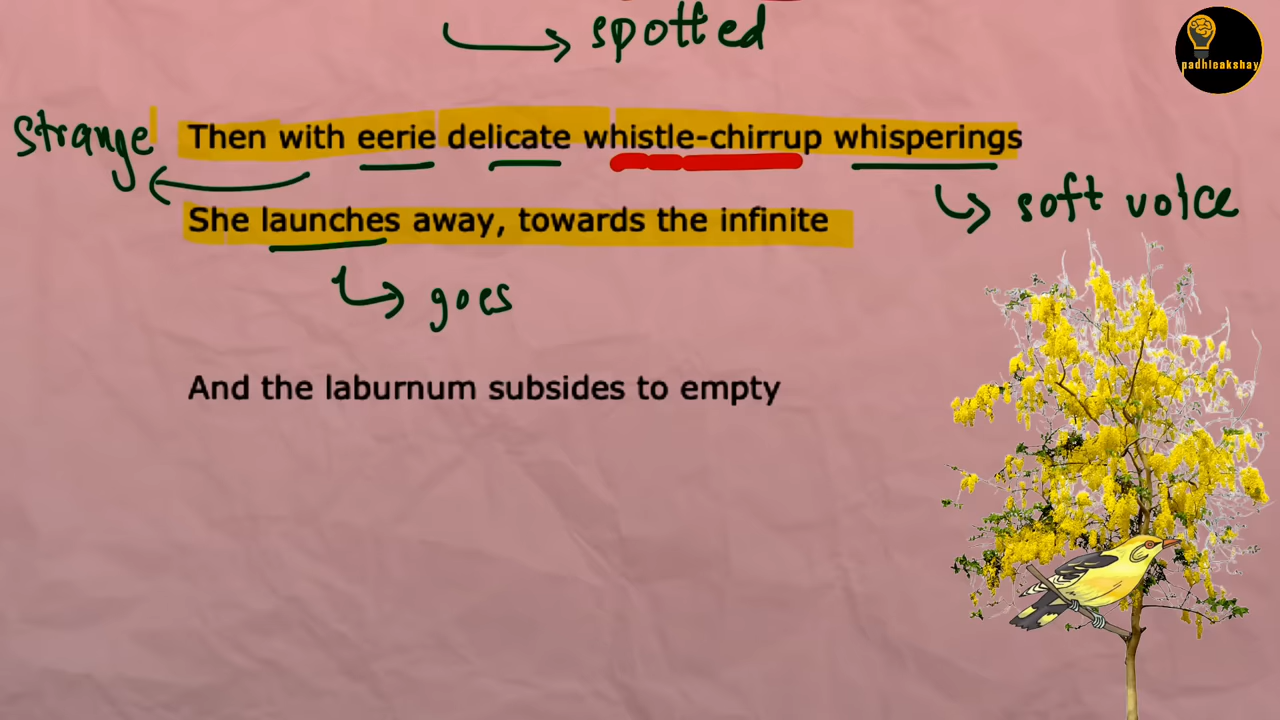 spotted
padhleakshay
strange
Then with eerie delicate whistle-chirrup whisperings
soft voice
She launches away, towards the infinite
goes
And the laburnum subsides to empty